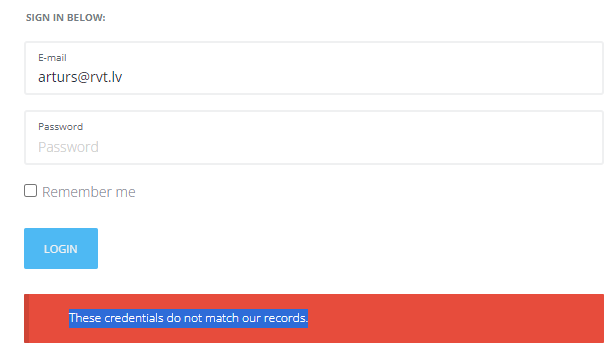 SIGN IN BELOW:
E-mail
arturs@rvt.lv
Password
Password
Remember me
LOGIN
These credentials do not match our records.